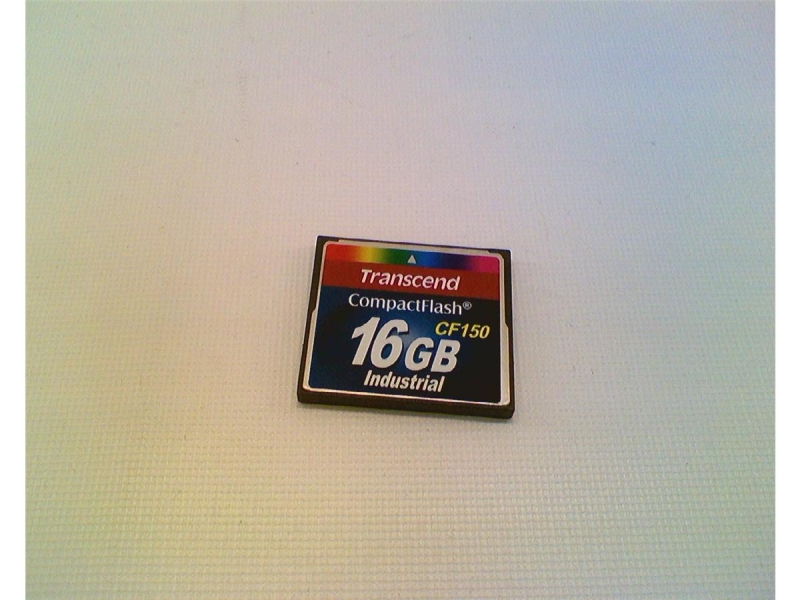 Transcend
CompactFlash®
CF150
16GB
Industrial